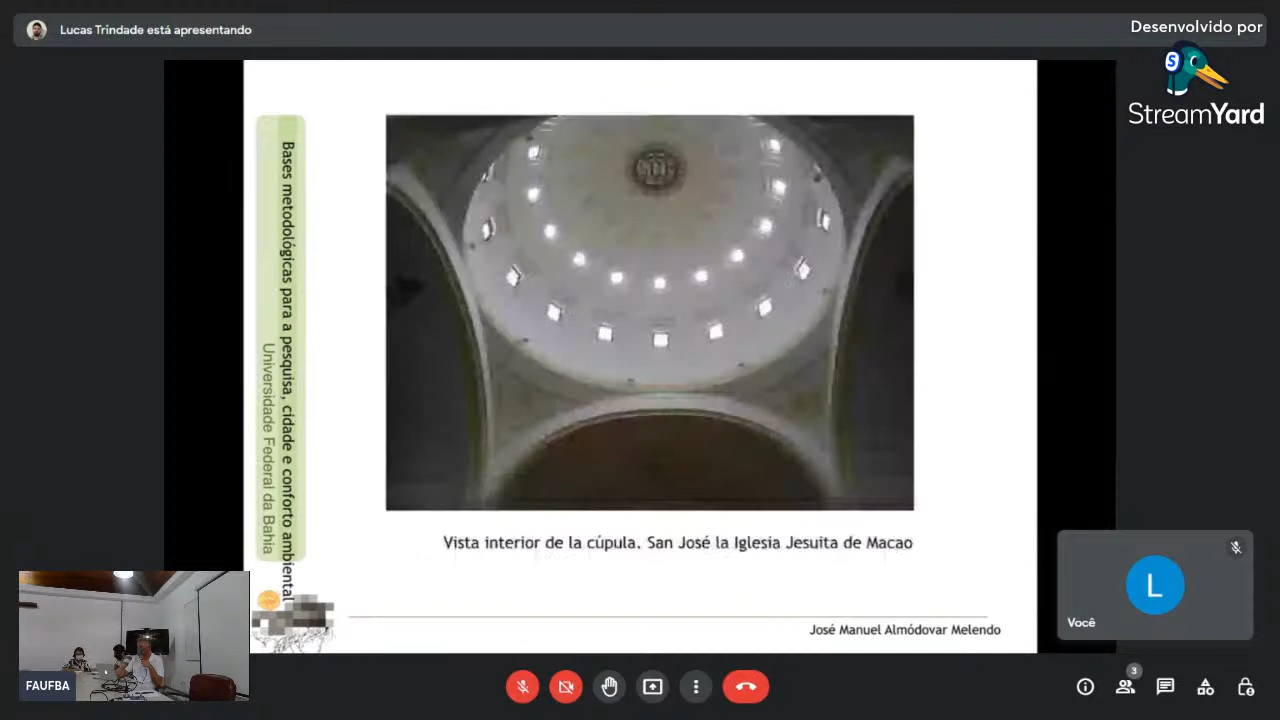 Lucas Trindade está apresentando
Desenvolvido por
StreamYard
Bases metodológicas para a pesquisa, cidade e conforto ambiental
Universidade Federal da Bahia
Vista interior de la cúpula. San José la Iglesia Jesuita de Macao
José Manuel Almódovar Melendo
FAUFBA
L
Você
3